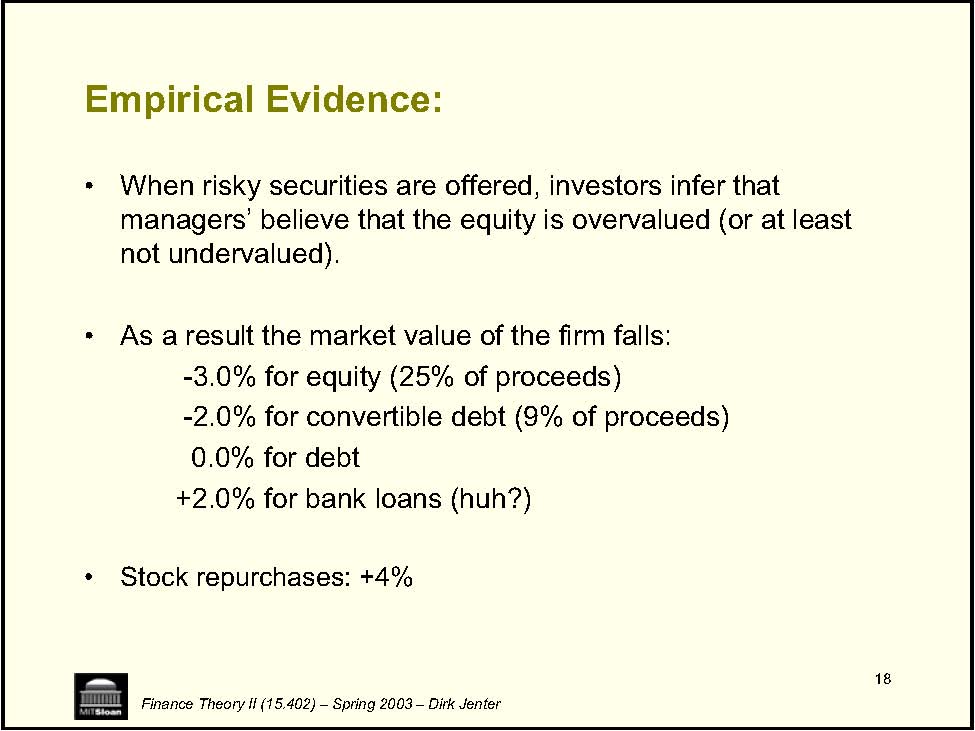 Empirical Evidence:
• When risky securities are offered, investors infer that
managers’ believe that the equity is overvalued (or at least
not undervalued).
• As a result the market value of the firm falls:
-3.0% for equity (25% of proceeds)
-2.0% for convertible debt (9% of proceeds)
0.0% for debt
+2.0% for bank loans (huh?)
• Stock repurchases: +4%
18
MITSloan
Finance Theory II (15.402) – Spring 2003 – Dirk Jenter